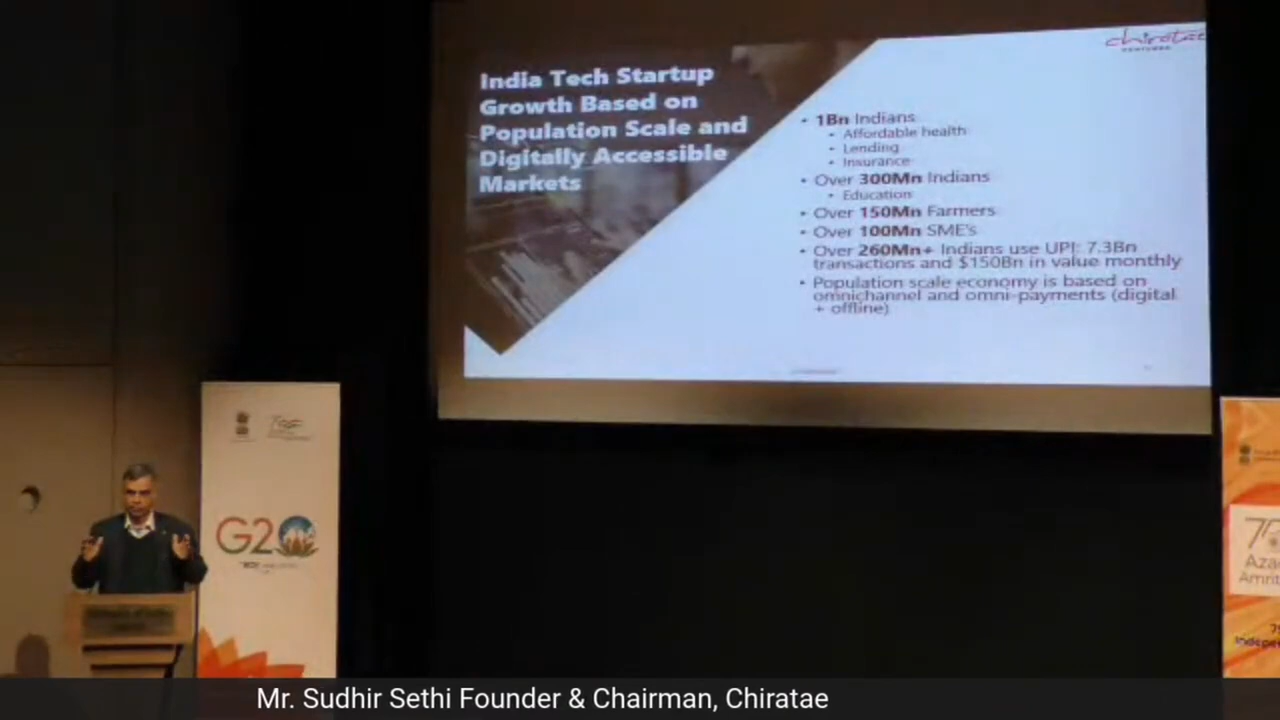 chiratae
VENTURES
India Tech Startup
Growth Based on
Population Scale and
Digitally Accessible
Markets
• 1Bn Indians
• Affordable health
• Lending
• Insurance
• Over 300Mn Indians
• Education
• Over 150Mn Farmers
• Over 100Mn SME's
• Over 260Mn+ Indians use UPI: 7.3Bn
transactions and $150Bn in value monthly
• Population scale economy is based on
omnichannel and omni-payments (digital
+ offline)
G20
Mr. Sudhir Sethi Founder & Chairman, Chiratae